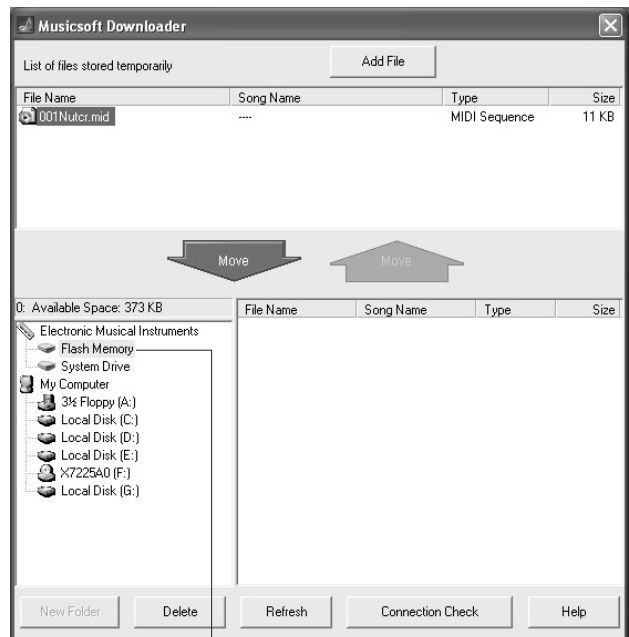 Musicsoft Downloader
List of files stored temporarily Add File
File Name Song Name Type Size
001Nutcr.mid ---- MIDI Sequence 11 KB
Move Move
0: Available Space: 373 KB
File Name Song Name Type Size
Electronic Musical Instruments
Flash Memory
System Drive
My Computer
3½ Floppy (A:)
Local Disk (C:)
Local Disk (D:)
Local Disk (E:)
X7225A0 (F:)
Local Disk (G:)
New Folder Delete Refresh Connection Check Help